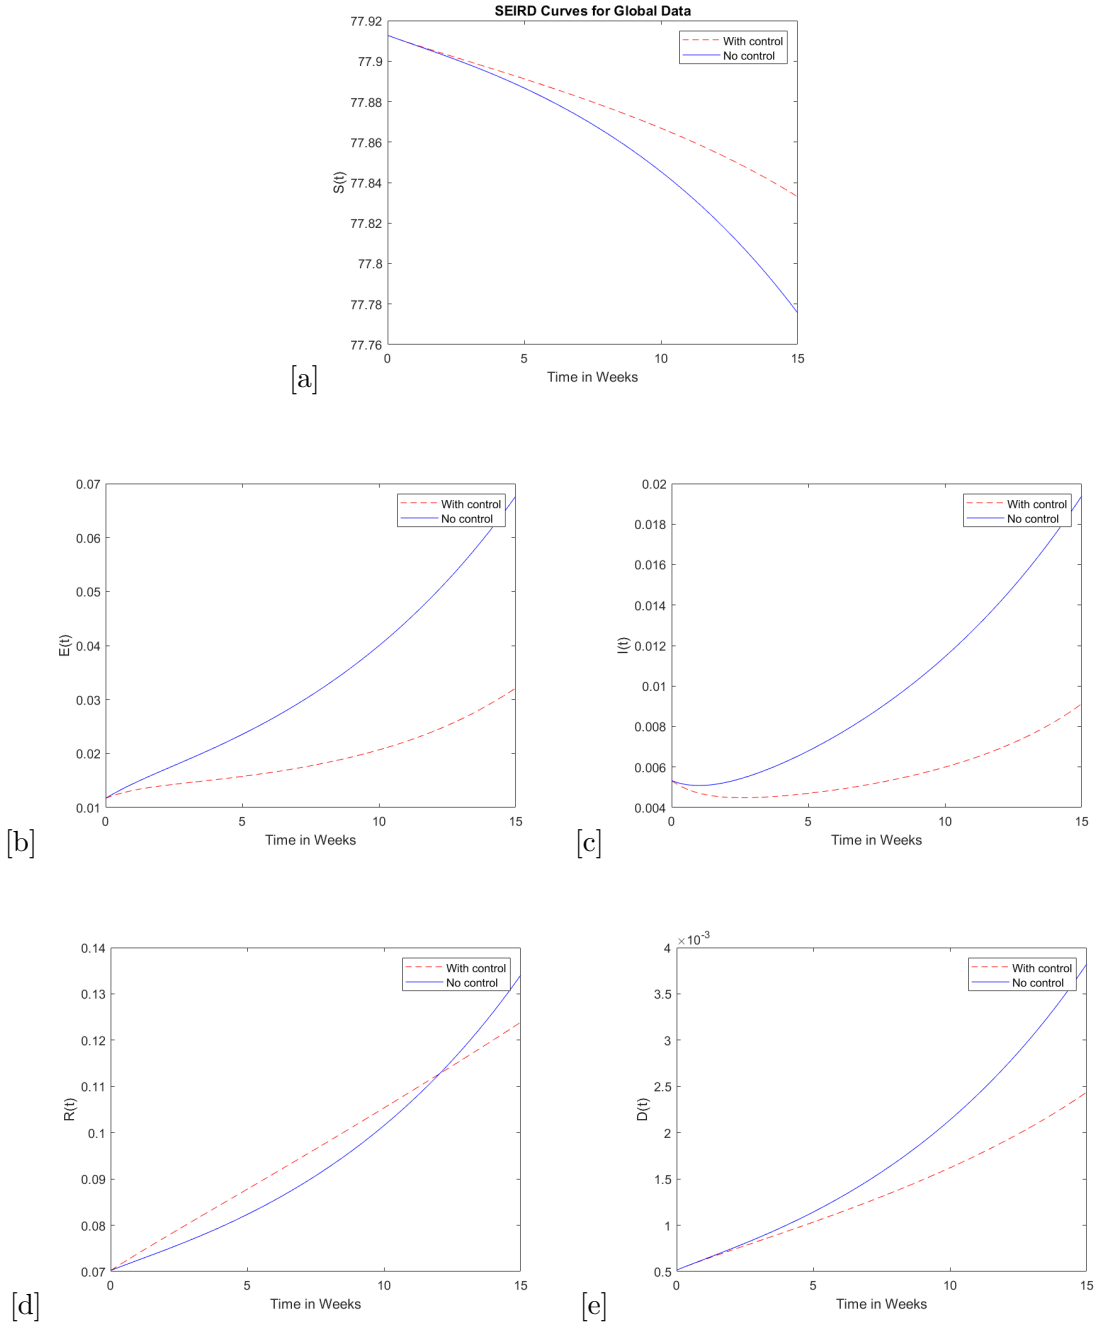 SEIRD Curves for Global Data
77.92
77.9
77.88
77.86
77.84
77.82
77.8
77.78
77.76
S(t)
With control
No control
0 5 10 15
Time in Weeks
[a]
0.07
0.06
0.05
0.04
0.03
0.02
0.01
E(t)
With control
No control
0 5 10 15
Time in Weeks
[b]
0.02
0.018
0.016
0.014
0.012
0.01
0.008
0.006
0.004
I(t)
With control
No control
0 5 10 15
Time in Weeks
[c]
0.14
0.13
0.12
0.11
0.1
0.09
0.08
0.07
R(t)
With control
No control
0 5 10 15
Time in Weeks
[d]
×10-3
4
3.5
3
2.5
2
1.5
1
0.5
D(t)
With control
No control
0 5 10 15
Time in Weeks
[e]